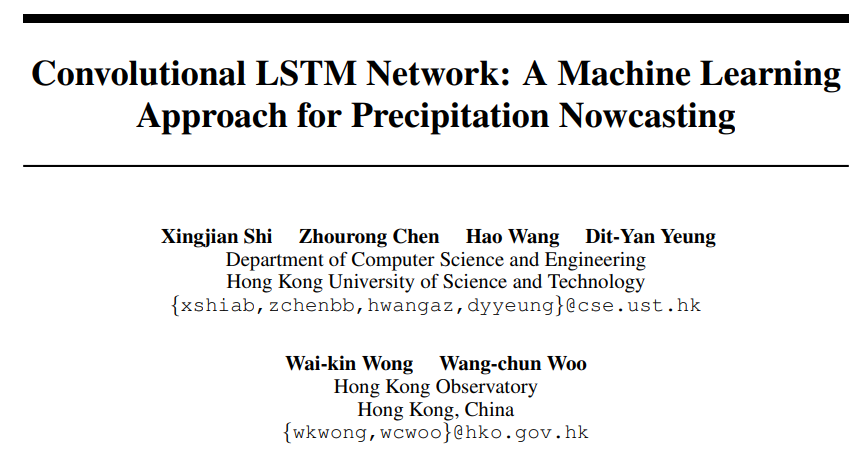 Convolutional LSTM Network: A Machine Learning
Approach for Precipitation Nowcasting
Xingjian Shi Zhourong Chen Hao Wang Dit-Yan Yeung
Department of Computer Science and Engineering
Hong Kong University of Science and Technology
{xshiab,zchenbb,hwangaz,dyyeung}@cse.ust.hk
Wai-kin Wong Wang-chun Woo
Hong Kong Observatory
Hong Kong, China
{wkwong,wcwoo}@hko.gov.hk